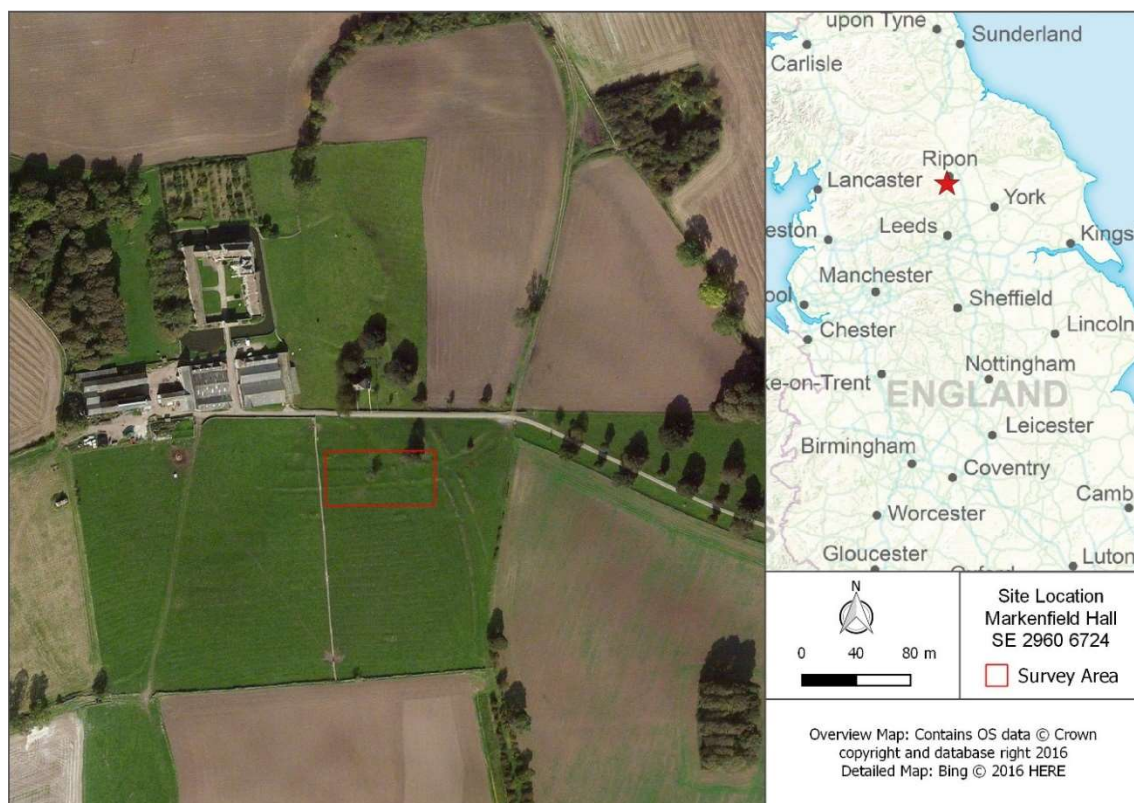 upon Tyne
Sunderland
Carlisle
Ripon
Lancaster
York
eston
Leeds
Kings
Manchester
ool
Sheffield
Chester
Lincoln
ke-on-Trent
Nottingham
ENGLAND
Leicester
Birmingham
Coventry
Camb
Worcester
Gloucester
Luton
N
0 40 80 m
Site Location
Markenfield Hall
SE 2960 6724
Survey Area
Overview Map: Contains OS data © Crown
copyright and database right 2016
Detailed Map: Bing © 2016 HERE